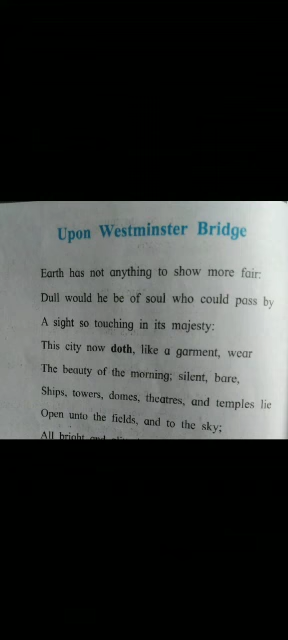 Upon Westminster Bridge
Earth has not anything to show more fair:
Dull would he be of soul who could pass by
A sight so touching in its majesty:
This city now doth, like a garment, wear
The beauty of the morning; silent, bare,
Ships, towers, domes, theatres, and temples lie
Open unto the fields, and to the sky;
All bright and